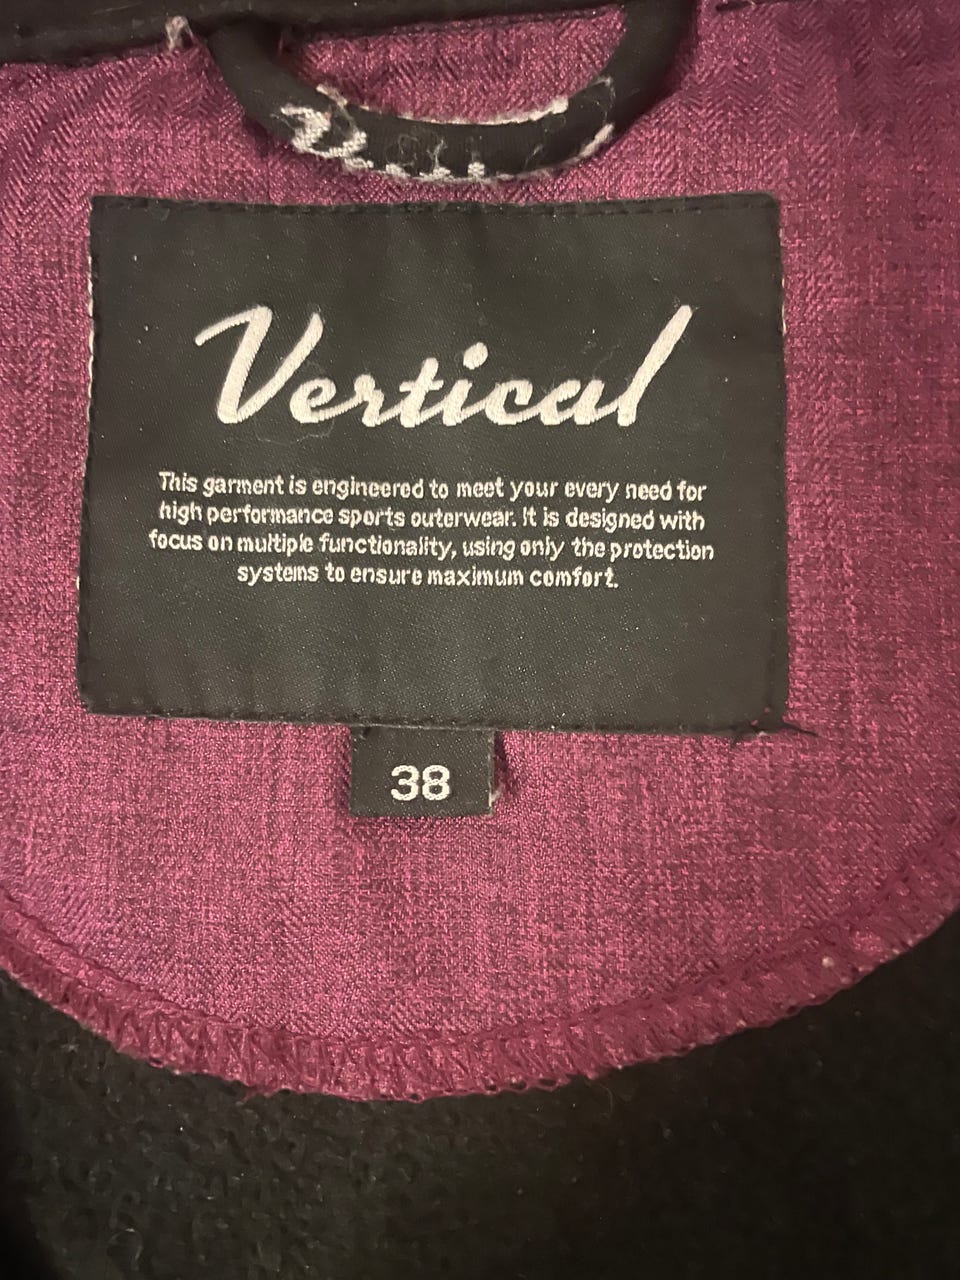 Vertical
This garment is engineered to meet your every need for
high performance sports outerwear. It is designed with
focus on multiple functionality, using only the protection
systems to ensure maximum comfort.
38